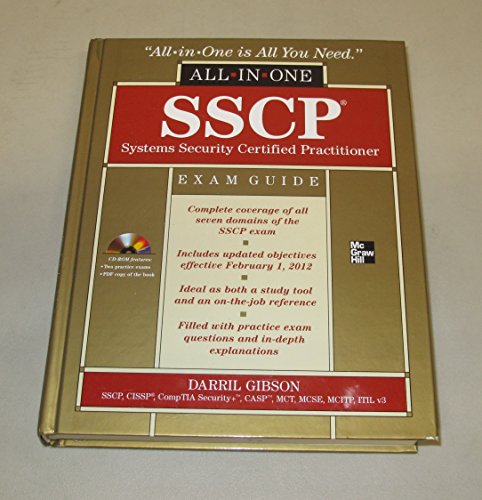 “All-in-One is All You Need.”
ALL-IN-ONE
SSCP®
Systems Security Certified Practitioner
EXAM GUIDE
Complete coverage of all
seven domains of the
SSCP exam
Includes updated objectives
effective February 1, 2012
Ideal as both a study tool
and an on-the-job reference
Filled with practice exam
questions and in-depth
explanations
CD-ROM features:
• Two practice exams
• PDF copy of the book
Mc
Graw
Hill
DARRIL GIBSON
SSCP, CISSP®, CompTIA Security+™, CASP™, MCT, MCSE, MCITP, ITIL v3